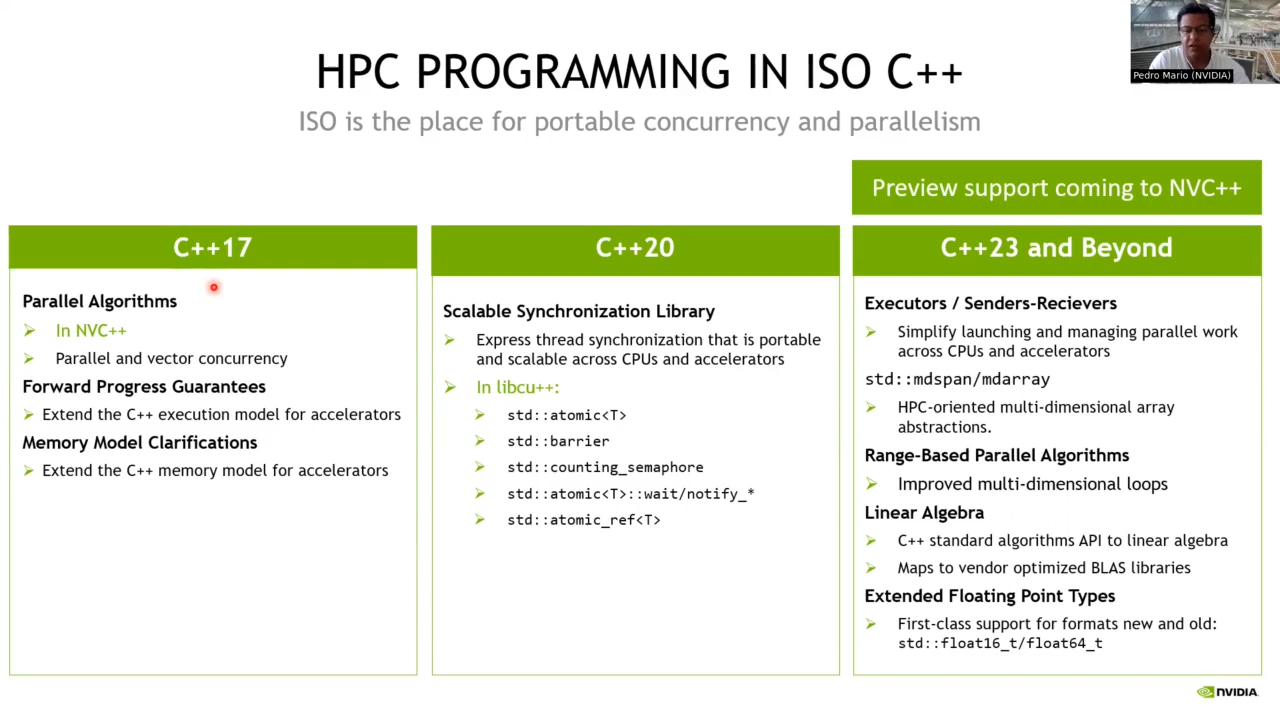 HPC PROGRAMMING IN ISO C++
ISO is the place for portable concurrency and parallelism
Pedro Mario (NVIDIA)
Preview support coming to NVC++
C++17
Parallel Algorithms
In NVC++
Parallel and vector concurrency
Forward Progress Guarantees
Extend the C++ execution model for accelerators
Memory Model Clarifications
Extend the C++ memory model for accelerators
C++20
Scalable Synchronization Library
Express thread synchronization that is portable
and scalable across CPUs and accelerators
In libcu++:
std::atomic<T>
std::barrier
std::counting_semaphore
std::atomic<T>::wait/notify_*
std::atomic_ref<T>
C++23 and Beyond
Executors / Senders-Recievers
Simplify launching and managing parallel work
across CPUs and accelerators
std::mdspan/mdarray
HPC-oriented multi-dimensional array
abstractions.
Range-Based Parallel Algorithms
Improved multi-dimensional loops
Linear Algebra
C++ standard algorithms API to linear algebra
Maps to vendor optimized BLAS libraries
Extended Floating Point Types
First-class support for formats new and old:
std::float16_t/float64_t
NVIDIA.